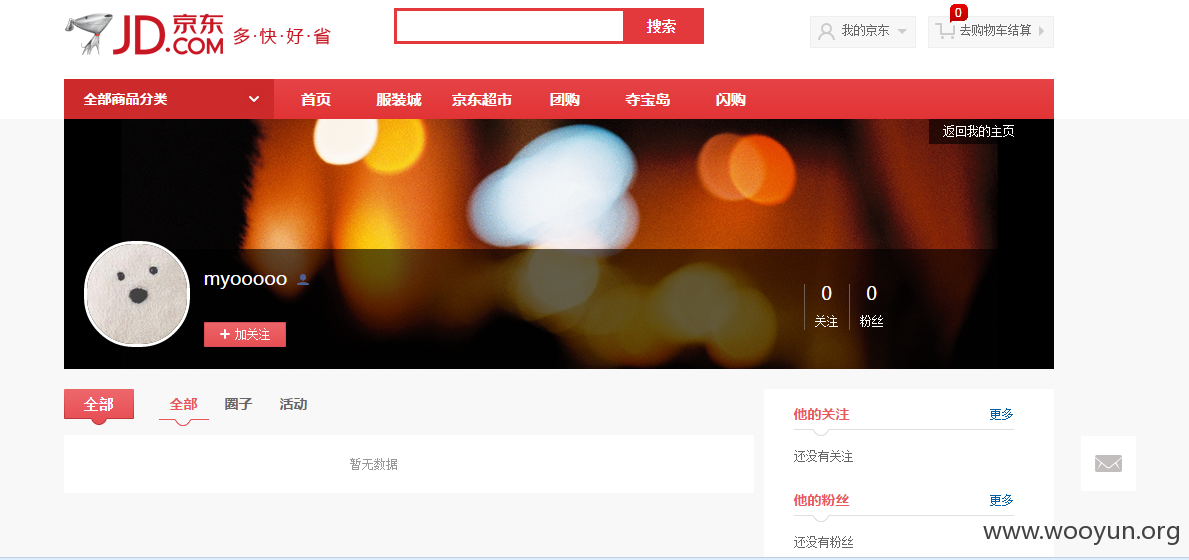 JD.COM 京东
多·快·好·省
搜索
我的京东
0
去购物车结算
全部商品分类
首页
服装城
京东超市
团购
夺宝岛
闪购
返回我的主页
myooooo
+ 加关注
0
关注
0
粉丝
全部
全部
圈子
活动
暂无数据
他的关注
更多
还没有关注
他的粉丝
更多
还没有粉丝
www.wooyun.org